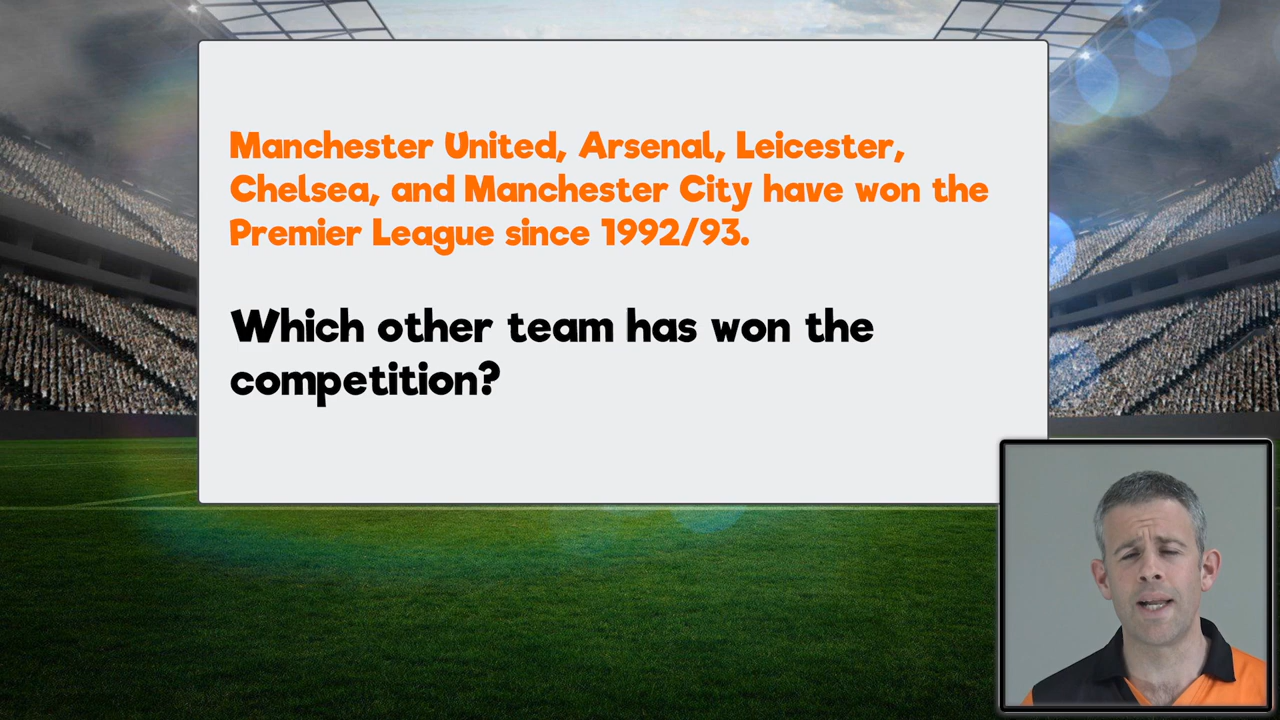 Manchester United, Arsenal, Leicester,
Chelsea, and Manchester City have won the
Premier League since 1992/93.
Which other team has won the
competition?